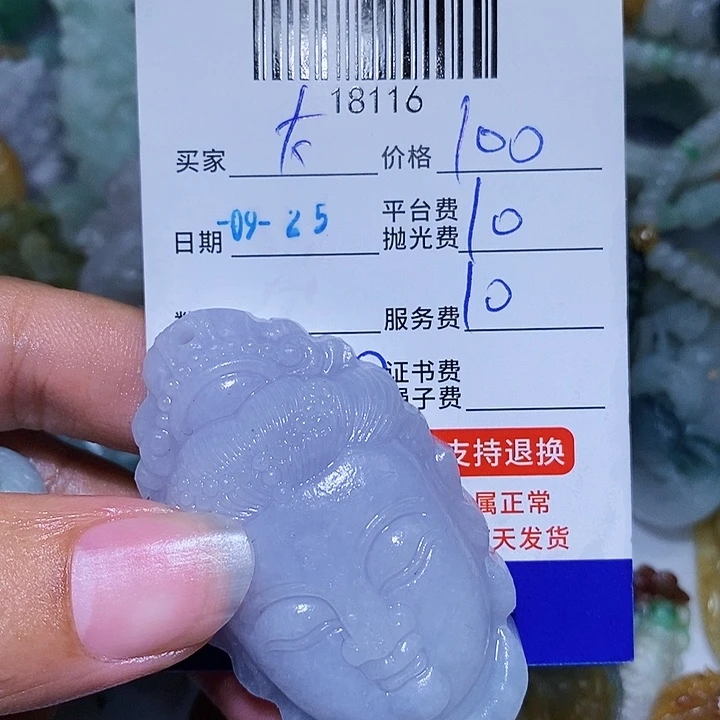 18116
买家 价格 100
日期 -09-25 平台费
抛光费 10
服务费 10
证书费
子费
支持退换
属正常
天发货